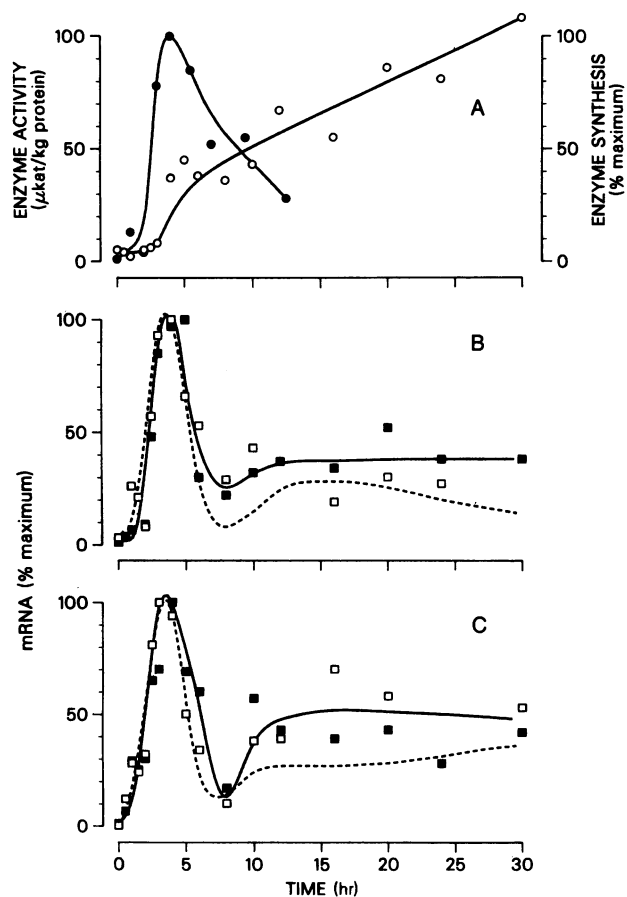 ENZYME ACTIVITY
(μkat/kg protein)
100
50
0
A
100
50
0
ENZYME SYNTHESIS
(% maximum)
100
50
0
B
mRNA (% maximum)
100
50
0
C
0 5 10 15 20 25 30
TIME (hr)